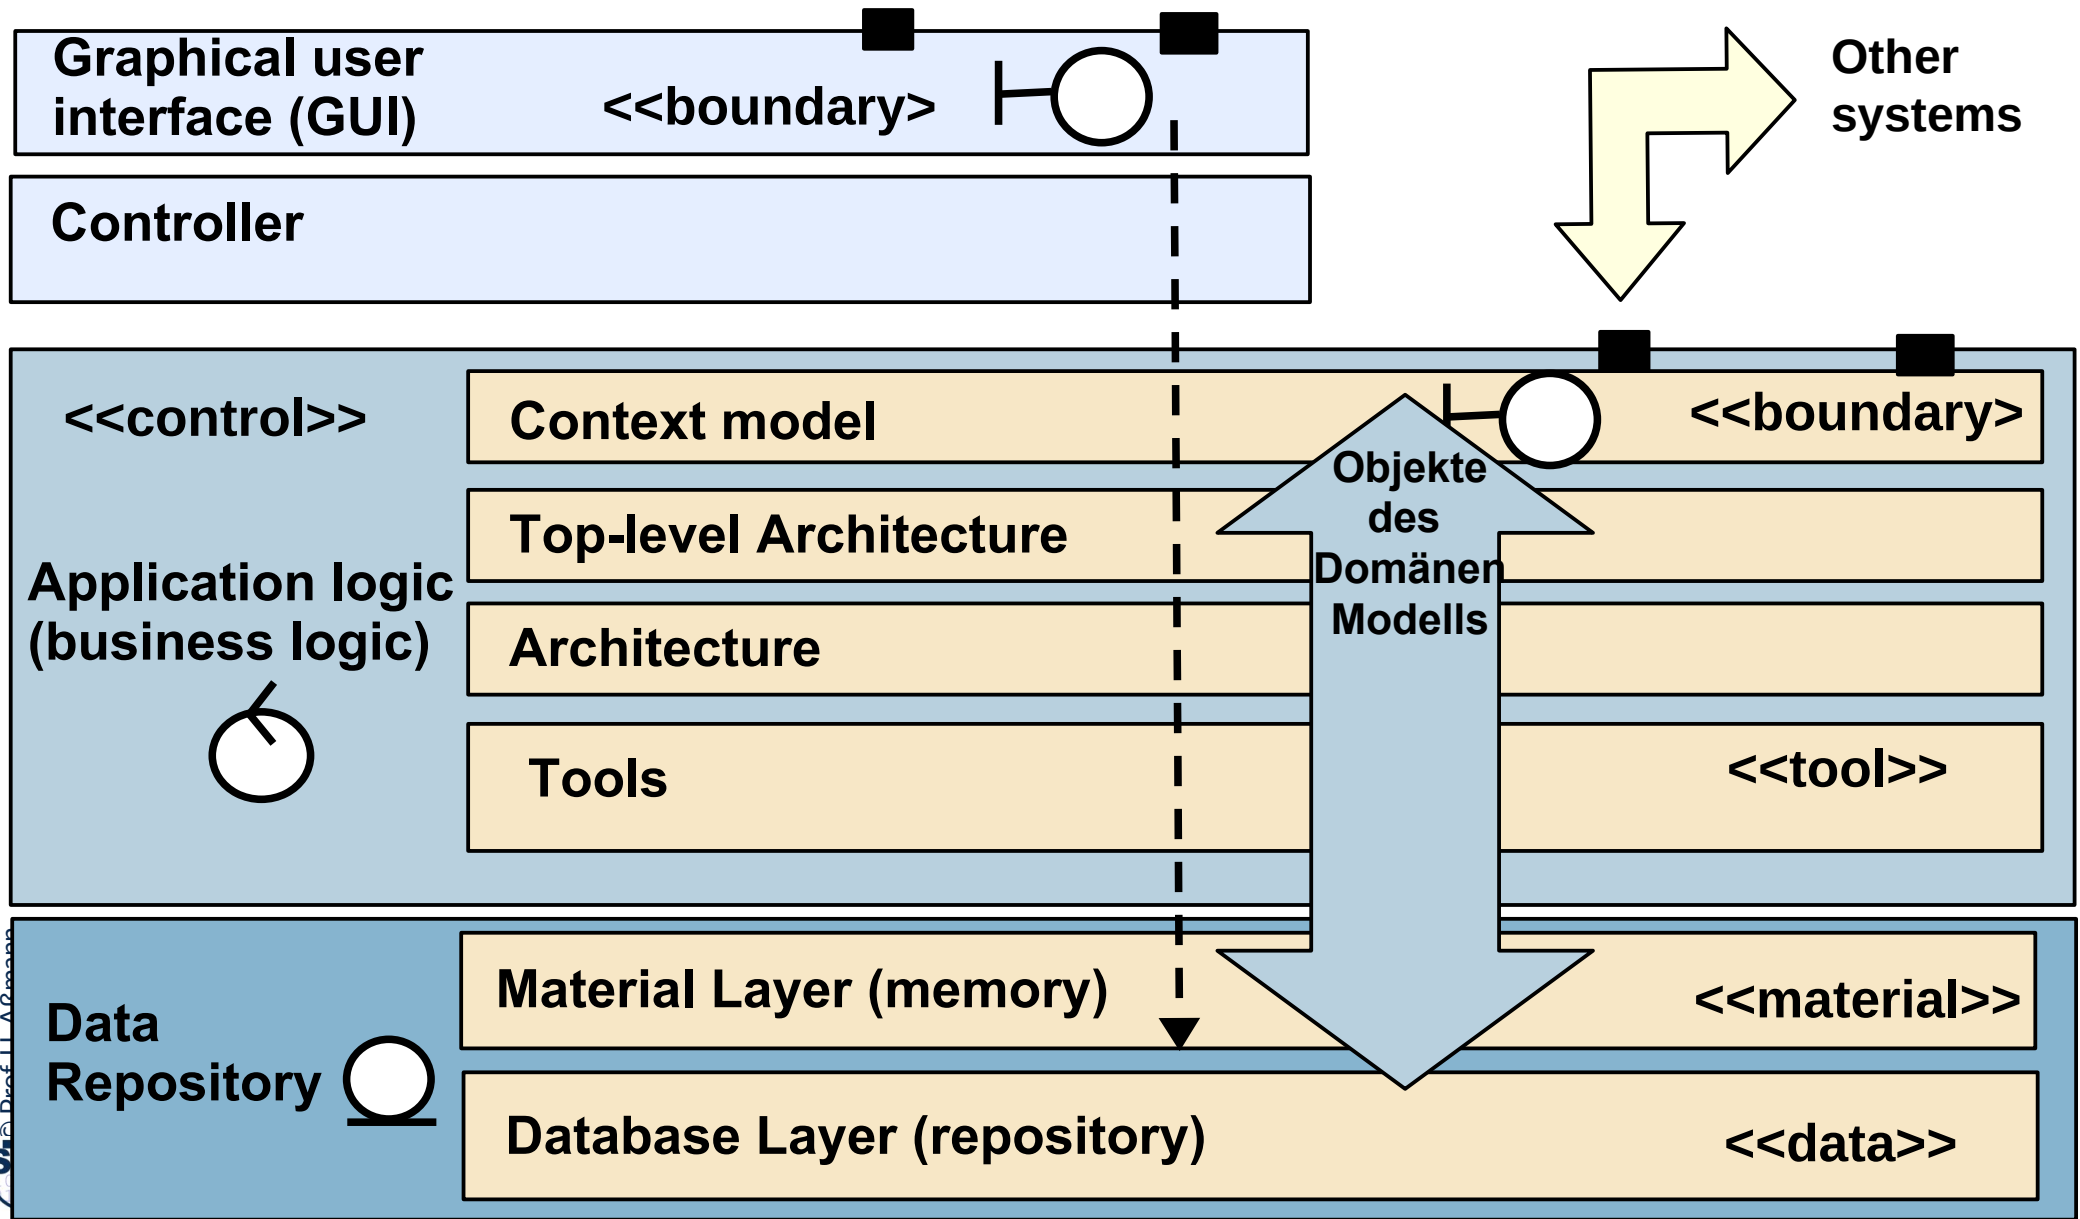 Graphical user
interface (GUI)
<<boundary>
Other
systems
Controller
<<control>>
Context model
<<boundary>
Objekte
des
Domänen
Modells
Top-level Architecture
Application logic
(business logic)
Architecture
Tools
<<tool>>
Data
Repository
Material Layer (memory)
<<material>>
Database Layer (repository)
<<data>>